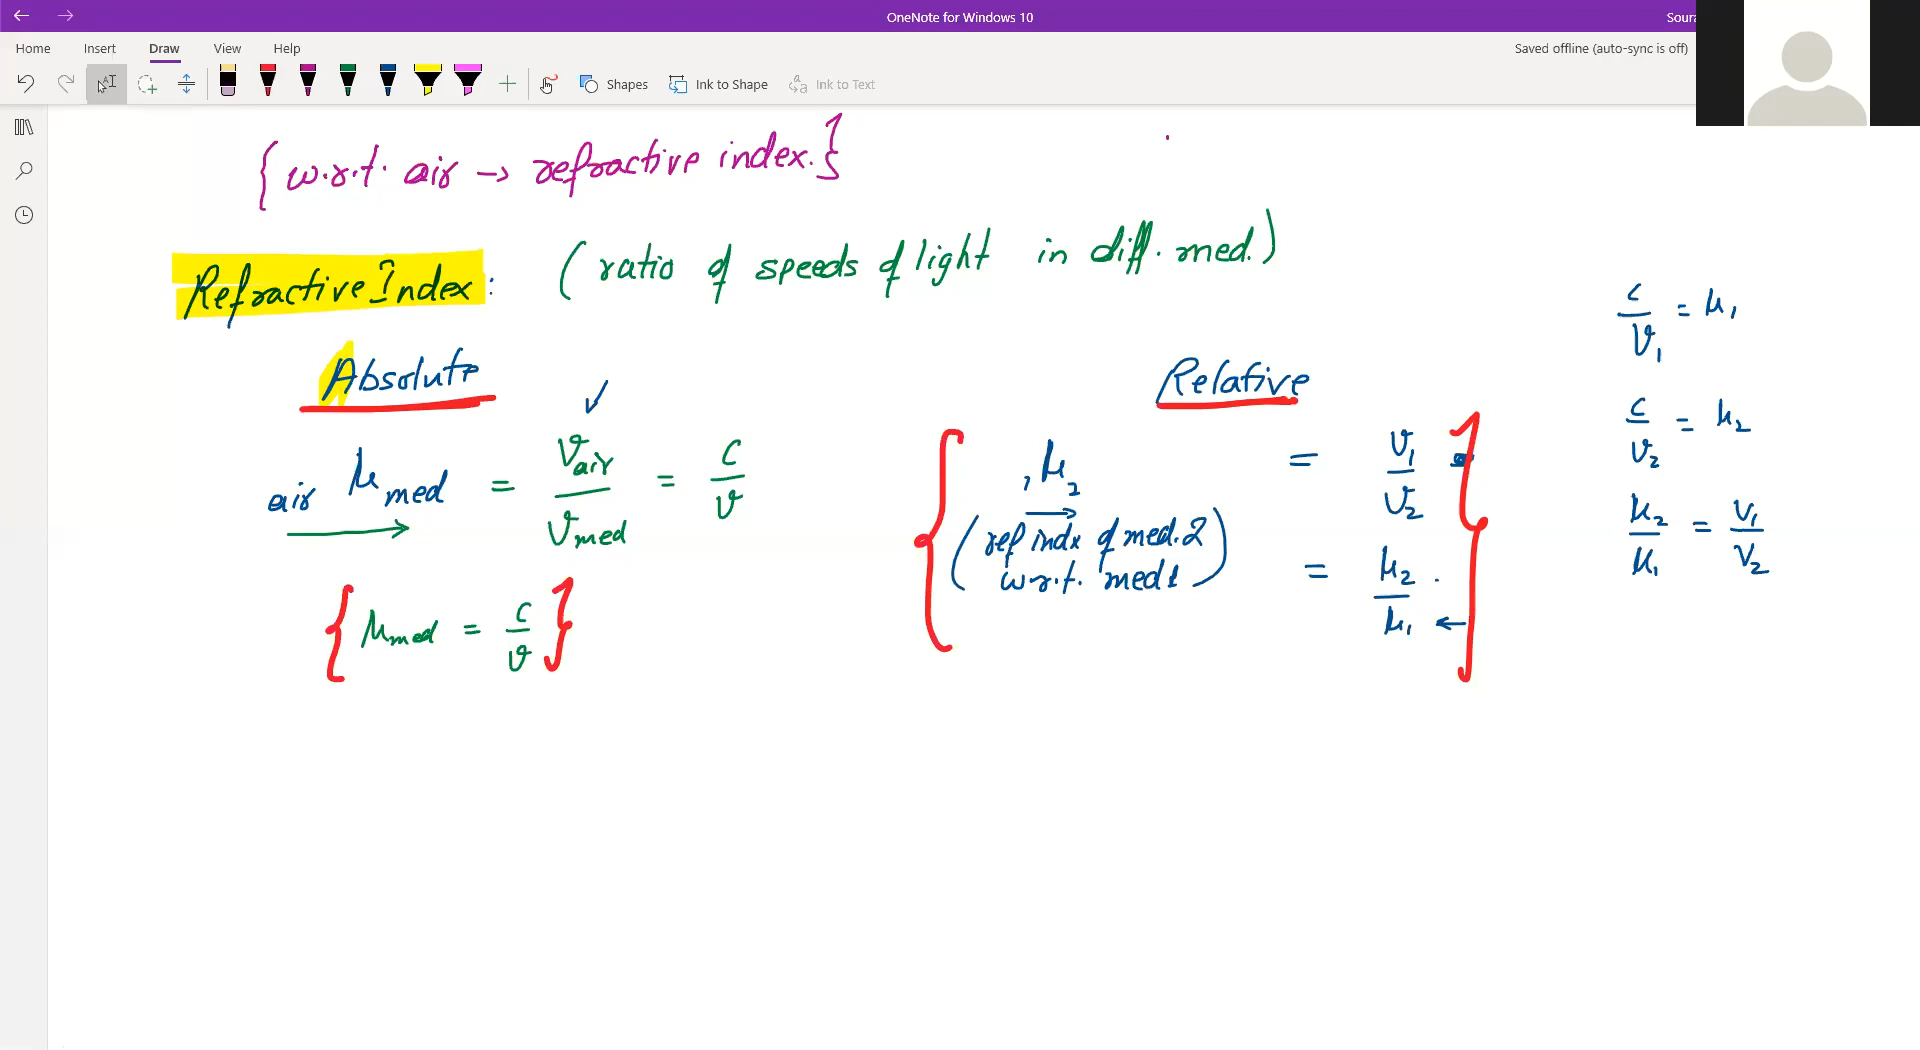 OneNote for Windows 10
Soura
Home Insert Draw View Help
Saved offline (auto-sync is off)
Shapes Ink to Shape Ink to Text
{w.r.t. air → refractive index.}
Refractive Index: (ratio of speeds of light in diff. med.)
Absolute
✓
air μmed = Vair/Vmed = C/v
{μmed = C/v}
Relative
₁μ₂ = V₁/V₂
(ref indx of med. 2
w.r.t. med 1)
= μ₂/μ₁ ←
C/V₁ = μ₁
C/V₂ = μ₂
μ₂/μ₁ = V₁/V₂